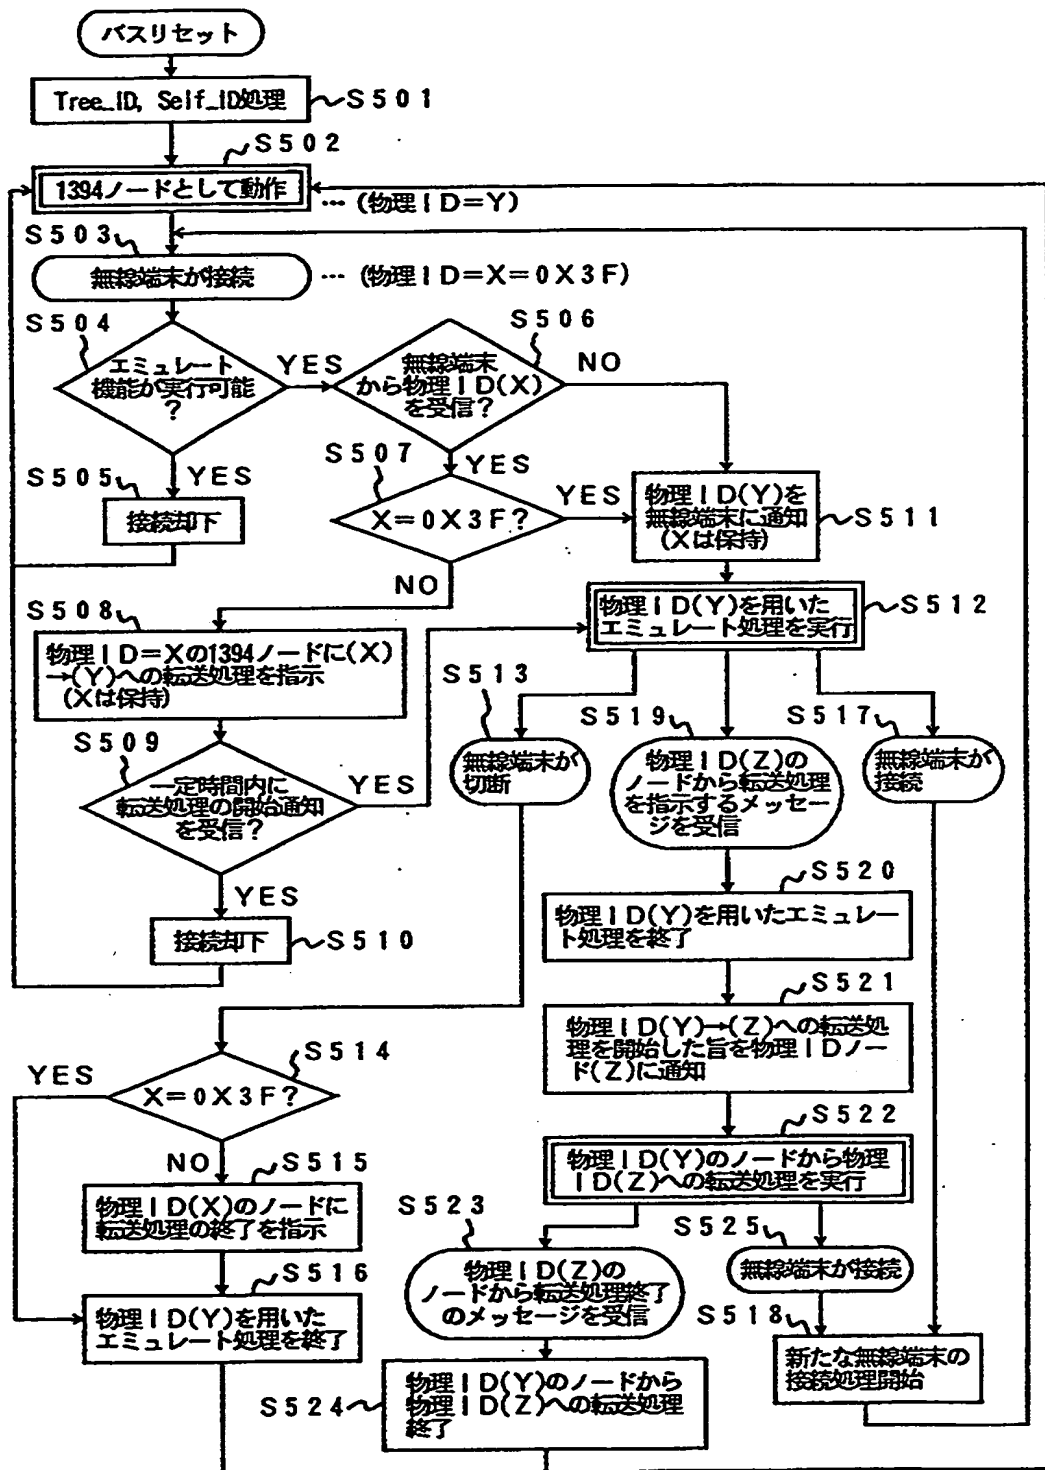 バスリセット
Tree_ID, Self_ID処理
S501
S502
1394ノードとして動作
… (物理ID=Y)
S503
無線端末が接続
… (物理ID=X=0X3F)
S504
エミュレート
機能が実行可能
?
YES
S506
無線端末
から物理ID(X)
を受信?
NO
YES
S505
接続却下
S507
YES
X=0X3F?
YES
NO
物理ID(Y)を
無線端末に通知
(Xは保持)
S511
S508
物理ID=Xの1394ノードに(X)
→(Y)への転送処理を指示
(Xは保持)
物理ID(Y)を用いた
エミュレート処理を実行
S512
S509
一定時間内に
転送処理の開始通知
を受信?
YES
YES
接続却下
S510
S513
無線端末が
切断
S519
物理ID(Z)の
ノードから転送処理
を指示するメッセー
ジを受信
S517
無線端末が
接続
S520
物理ID(Y)を用いたエミュレー
ト処理を終了
S521
物理ID(Y)→(Z)への転送処
理を開始した旨を物理IDノー
ド(Z)に通知
S514
YES
X=0X3F?
NO
S515
物理ID(X)のノードに
転送処理の終了を指示
S516
物理ID(Y)を用いた
エミュレート処理を終了
S522
物理ID(Y)のノードから物理
ID(Z)への転送処理を実行
S523
物理ID(Z)の
ノードから転送処理終了
のメッセージを受信
S525
無線端末が接続
S518
新たな無線端末の
接続処理開始
S524
物理ID(Y)のノードから
物理ID(Z)への転送処理
終了